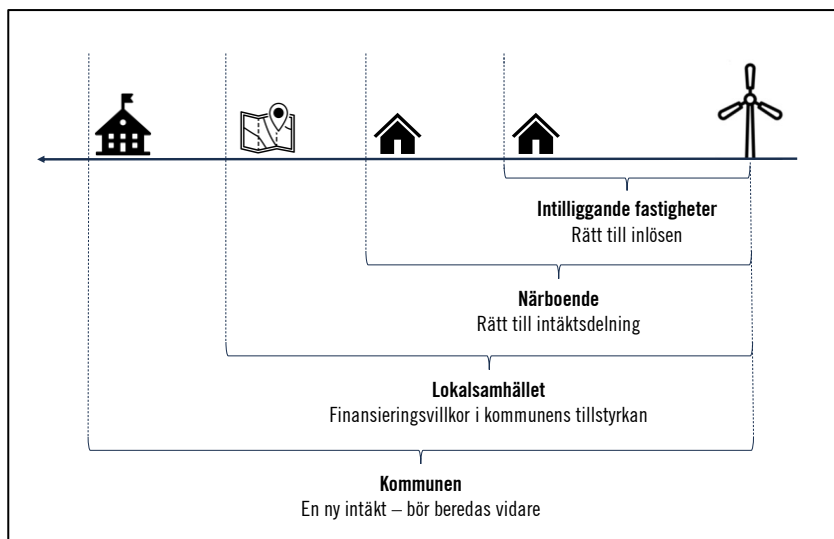 Intilliggande fastigheter
Rätt till inlösen
Närboende
Rätt till intäktsdelning
Lokalsamhället
Finansieringsvillkor i kommunens tillstyrkan
Kommunen
En ny intäkt – bör beredas vidare